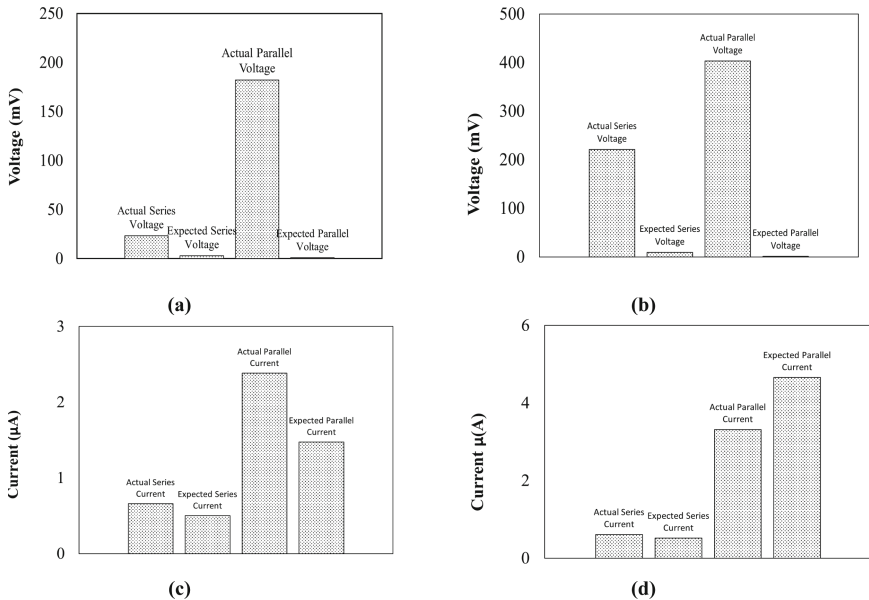 250
200
150
100
50
0
Voltage (mV)
Actual Series
Voltage
Expected Series
Voltage
Actual Parallel
Voltage
Expected Parallel
Voltage
(a)
500
400
300
200
100
0
Voltage (mV)
Actual Series
Voltage
Expected Series
Voltage
Actual Parallel
Voltage
Expected Parallel
Voltage
(b)
3
2
1
0
Current (µA)
Actual Series
Current
Expected Series
Current
Actual Parallel
Current
Expected Parallel
Current
(c)
6
4
2
0
Current µ(A)
Actual Series
Current
Expected Series
Current
Actual Parallel
Current
Expected Parallel
Current
(d)